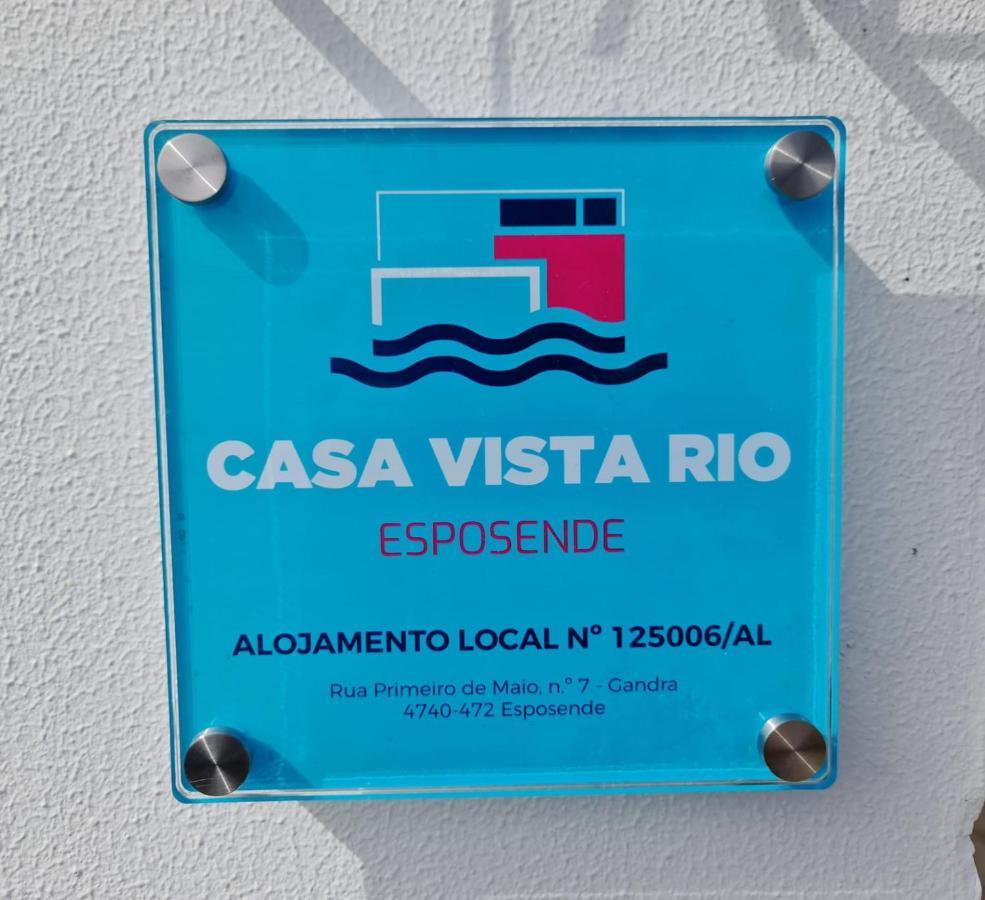 CASA VISTA RIO
ESPOSENDE
ALOJAMENTO LOCAL Nº 125006/AL
Rua Primeiro de Maio, n.º 7 - Gandra
4740-472 Esposende